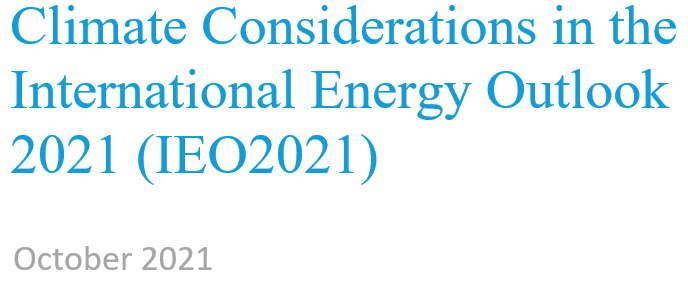 Climate Considerations in the
International Energy Outlook
2021 (IEO2021)
October 2021